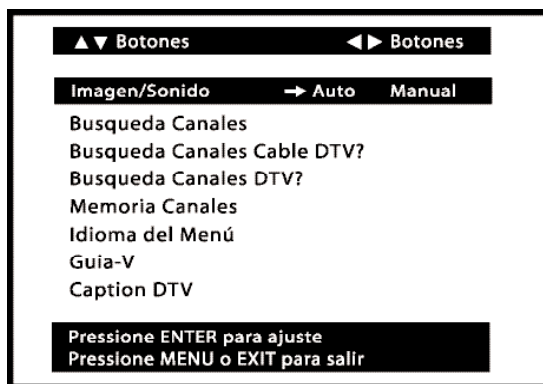 ▲▼ Botones ◀▶ Botones
Imagen/Sonido → Auto Manual
Busqueda Canales
Busqueda Canales Cable DTV?
Busqueda Canales DTV?
Memoria Canales
Idioma del Menú
Guia-V
Caption DTV
Pressione ENTER para ajuste
Pressione MENU o EXIT para salir